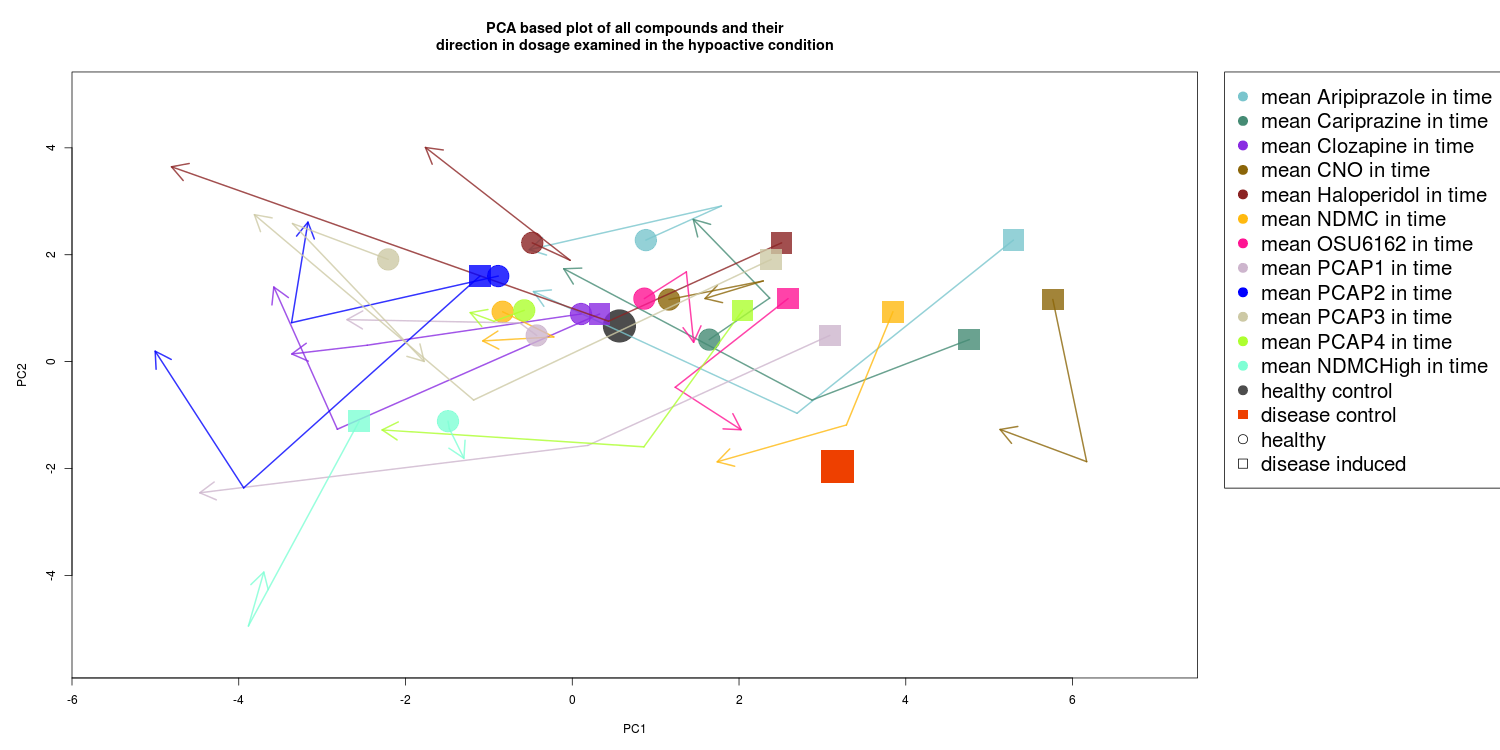 PCA based plot of all compounds and their
direction in dosage examined in the hypoactive condition
mean Aripiprazole in time
mean Cariprazine in time
mean Clozapine in time
mean CNO in time
mean Haloperidol in time
mean NDMC in time
mean OSU6162 in time
mean PCAP1 in time
mean PCAP2 in time
mean PCAP3 in time
mean PCAP4 in time
mean NDMCHigh in time
healthy control
disease control
healthy
disease induced
PC2
4
2
0
-2
-4
-6 -4 -2 0 2 4 6
PC1